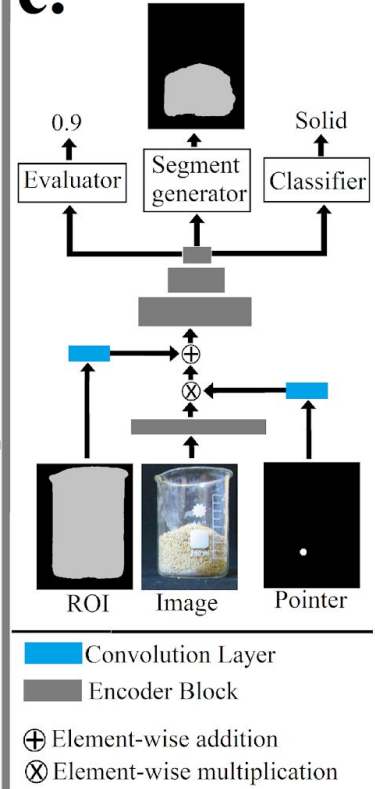 c.
0.9
Solid
Evaluator
Segment
generator
Classifier
ROI
Image
Pointer
Convolution Layer
Encoder Block
Element-wise addition
Element-wise multiplication